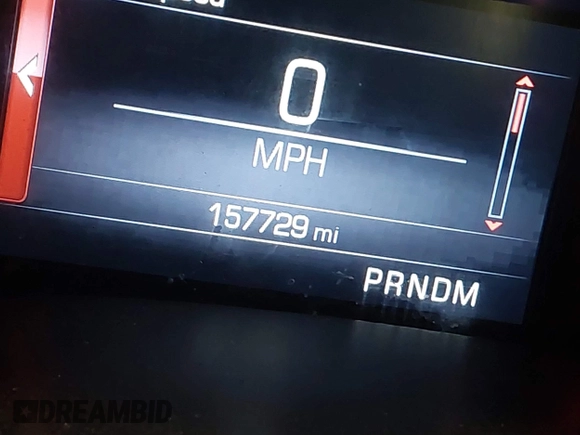 0
MPH
157729 mi
PRNDM
DREAMBID